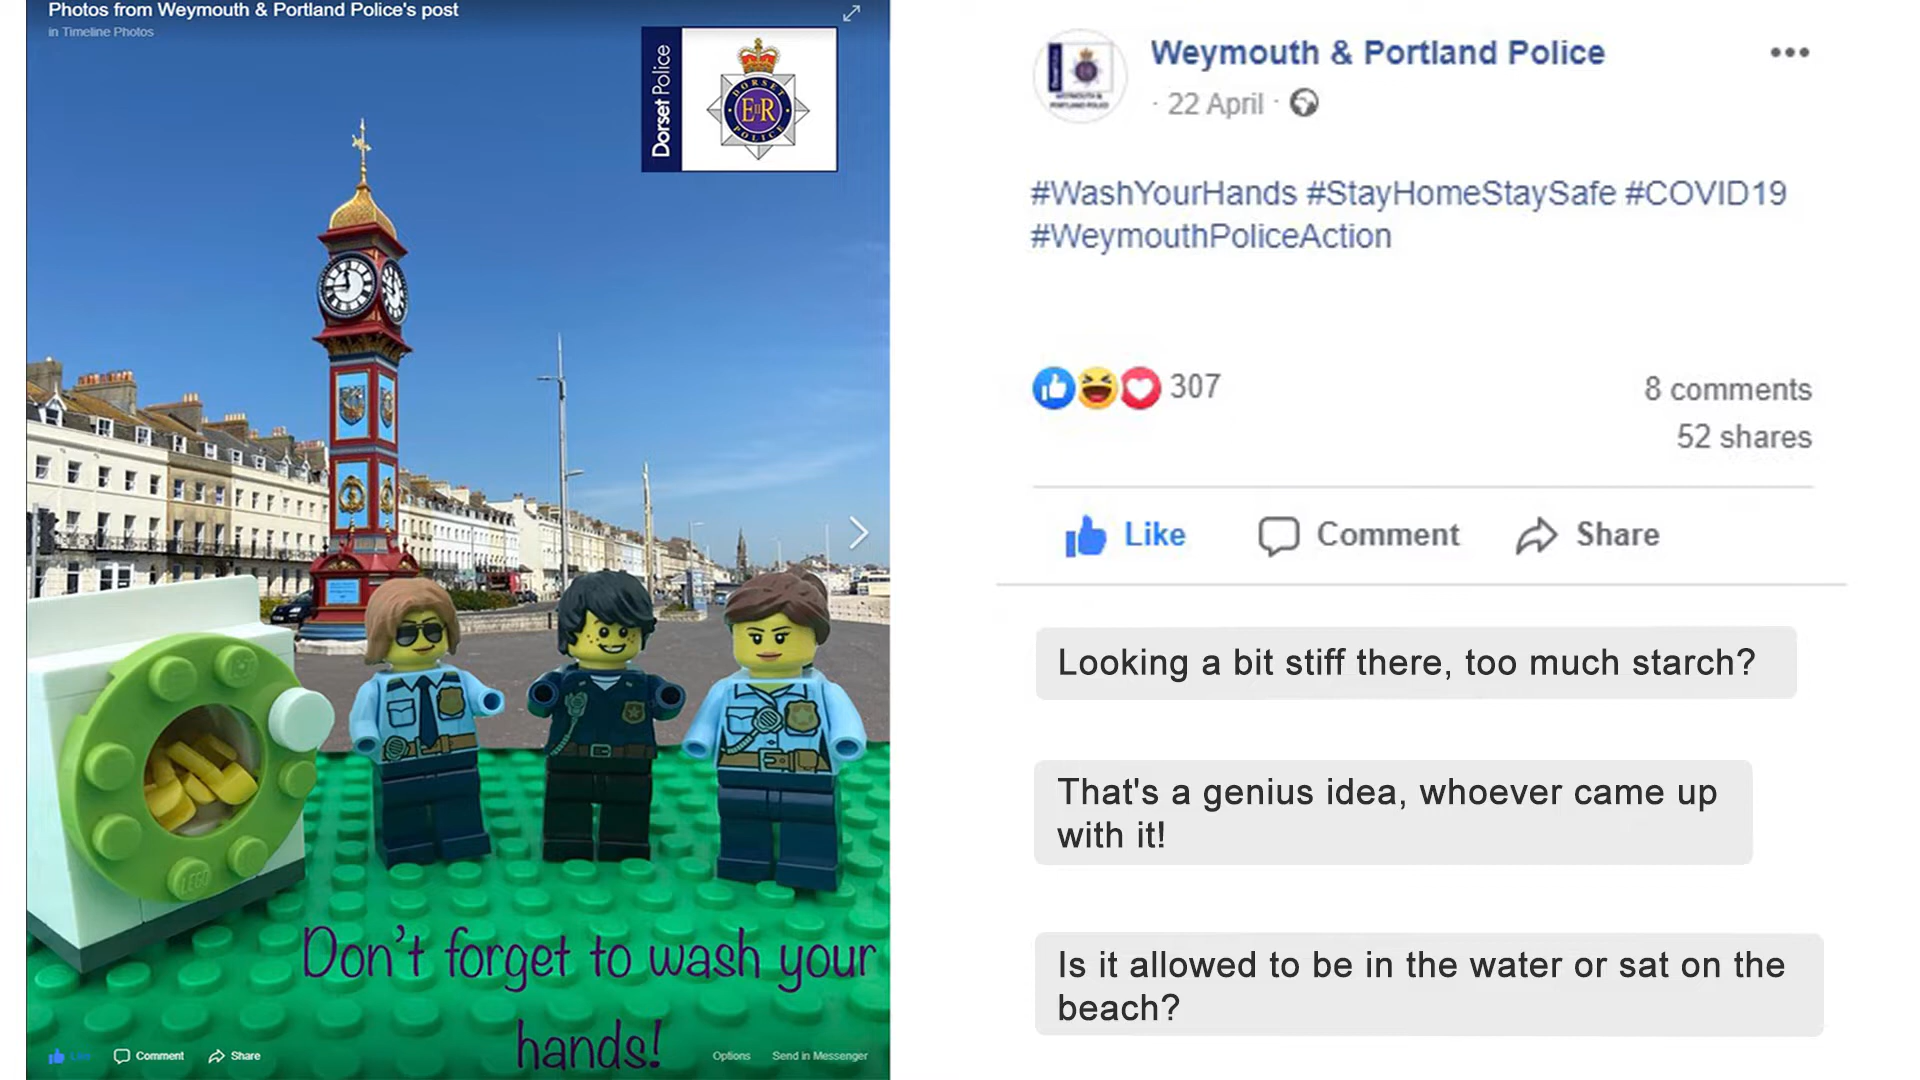 Photos from Weymouth & Portland Police's post
in Timeline Photos
Dorset Police
DORSET
EIIR
POLICE
LEGO
Don't forget to wash your
hands!
Like
Comment
Share
Options
Send in Messenger
Weymouth & Portland Police
· 22 April ·
#WashYourHands #StayHomeStaySafe #COVID19
#WeymouthPoliceAction
307
8 comments
52 shares
Like
Comment
Share
Looking a bit stiff there, too much starch?
That's a genius idea, whoever came up
with it!
Is it allowed to be in the water or sat on the
beach?